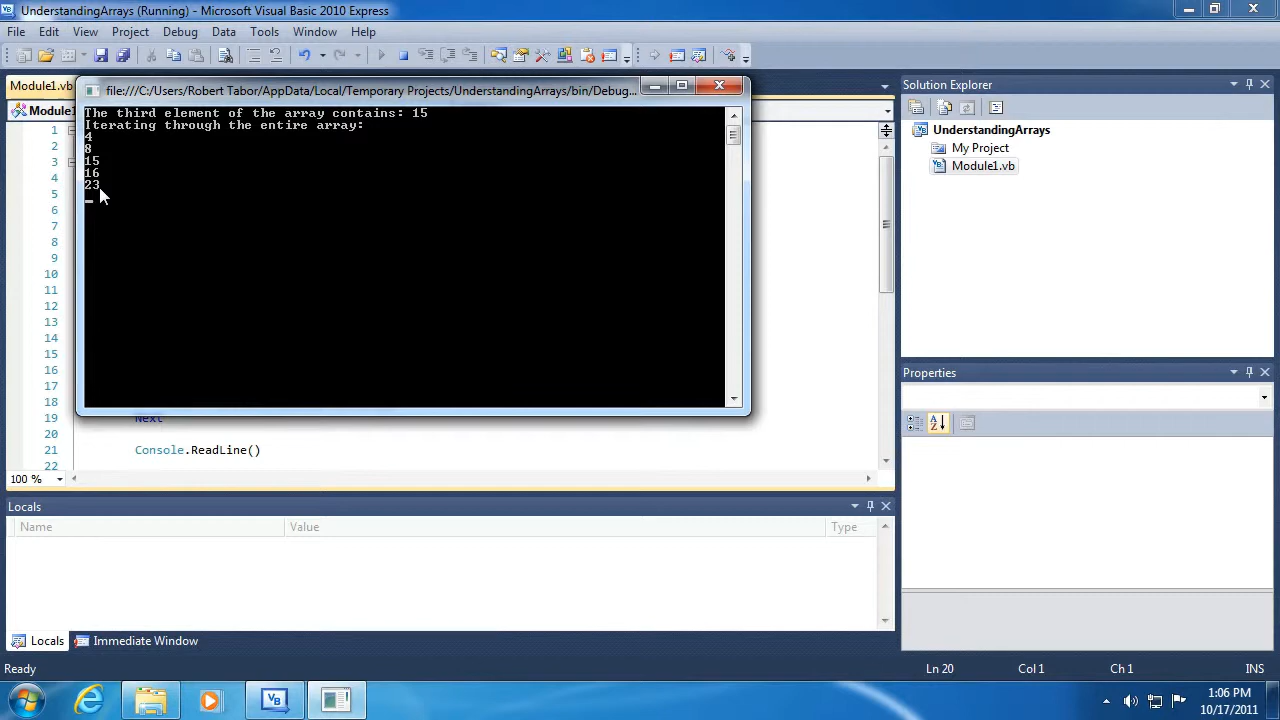 UnderstandingArrays (Running) - Microsoft Visual Basic 2010 Express
File Edit View Project Debug Data Tools Window Help
Module1.vb
file:///C:/Users/Robert Tabor/AppData/Local/Temporary Projects/UnderstandingArrays/bin/Debug...
Solution Explorer
Module1
The third element of the array contains: 15
Iterating through the entire array:
4
8
15
16
23
UnderstandingArrays
My Project
Module1.vb
1
2
3
4
5
6
7
8
9
10
11
12
13
14
15
16
17
18
19 Next
20
21 Console.ReadLine()
22
100 %
Properties
Locals
Name Value Type
Locals Immediate Window
Ready Ln 20 Col 1 Ch 1 INS
1:06 PM
10/17/2011